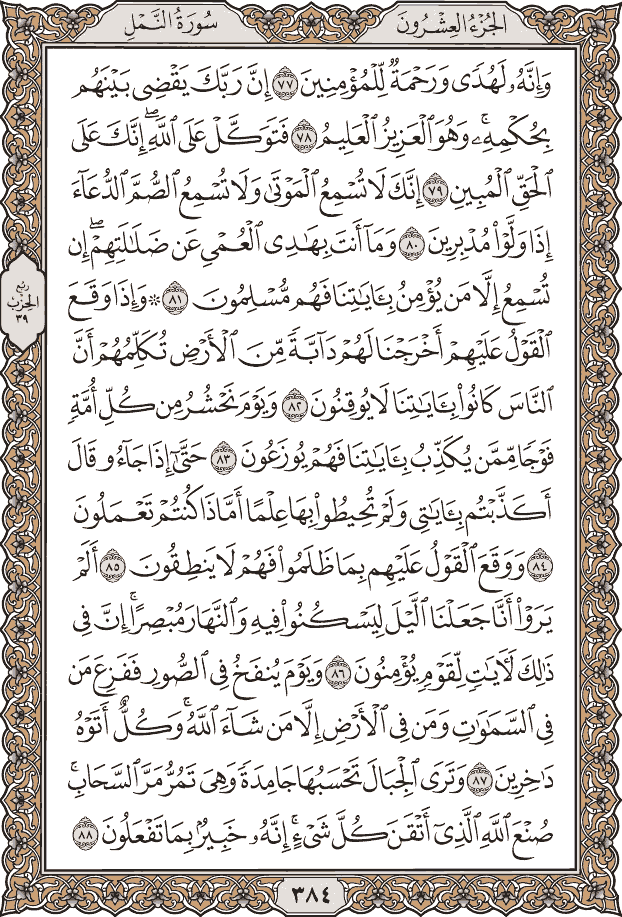 الجُزْءُ العِشْرُونَ
سُورَةُ النَّمْلِ
وَإِنَّهُۥ لَهُدٗى وَرَحۡمَةٞ لِّلۡمُؤۡمِنِينَ ٧٧ إِنَّ رَبَّكَ يَقۡضِي بَيۡنَهُم
بِحُكۡمِهِۦۚ وَهُوَ ٱلۡعَزِيزُ ٱلۡعَلِيمُ ٧٨ فَتَوَكَّلۡ عَلَى ٱللَّهِۖ إِنَّكَ عَلَى
ٱلۡحَقِّ ٱلۡمُبِينِ ٧٩ إِنَّكَ لَا تُسۡمِعُ ٱلۡمَوۡتَىٰ وَلَا تُسۡمِعُ ٱلصُّمَّ ٱلدُّعَآءَ
إِذَا وَلَّوۡاْ مُدۡبِرِينَ ٨٠ وَمَآ أَنتَ بِهَٰدِي ٱلۡعُمۡيِ عَن ضَلَٰلَتِهِمۡۖ إِن
تُسۡمِعُ إِلَّا مَن يُؤۡمِنُ بِـَٔايَٰتِنَا فَهُم مُّسۡلِمُونَ ٨١ ۞ وَإِذَا وَقَعَ
ٱلۡقَوۡلُ عَلَيۡهِمۡ أَخۡرَجۡنَا لَهُمۡ دَآبَّةٗ مِّنَ ٱلۡأَرۡضِ تُكَلِّمُهُمۡ أَنَّ
ٱلنَّاسَ كَانُواْ بِـَٔايَٰتِنَا لَا يُوقِنُونَ ٨٢ وَيَوۡمَ نَحۡشُرُ مِن كُلِّ أُمَّةٖ
فَوۡجٗا مِّمَّن يُكَذِّبُ بِـَٔايَٰتِنَا فَهُمۡ يُوزَعُونَ ٨٣ حَتَّىٰٓ إِذَا جَآءُو قَالَ
أَكَذَّبۡتُم بِـَٔايَٰتِي وَلَمۡ تُحِيطُواْ بِهَا عِلۡمًا أَمَّاذَا كُنتُمۡ تَعۡمَلُونَ
٨٤ وَوَقَعَ ٱلۡقَوۡلُ عَلَيۡهِم بِمَا ظَلَمُواْ فَهُمۡ لَا يَنطِقُونَ ٨٥ أَلَمۡ
يَرَوۡاْ أَنَّا جَعَلۡنَا ٱلَّيۡلَ لِيَسۡكُنُواْ فِيهِ وَٱلنَّهَارَ مُبۡصِرًاۚ إِنَّ فِي
ذَٰلِكَ لَأٓيَٰتٖ لِّقَوۡمٖ يُؤۡمِنُونَ ٨٦ وَيَوۡمَ يُنفَخُ فِي ٱلصُّورِ فَفَزِعَ مَن
فِي ٱلسَّمَٰوَٰتِ وَمَن فِي ٱلۡأَرۡضِ إِلَّا مَن شَآءَ ٱللَّهُۚ وَكُلٌّ أَتَوۡهُ
دَٰخِرِينَ ٨٧ وَتَرَى ٱلۡجِبَالَ تَحۡسَبُهَا جَامِدَةٗ وَهِيَ تَمُرُّ مَرَّ ٱلسَّحَابِۚ
صُنۡعَ ٱللَّهِ ٱلَّذِيٓ أَتۡقَنَ كُلَّ شَيۡءٍۚ إِنَّهُۥ خَبِيرُۢ بِمَا تَفۡعَلُونَ ٨٨
ربع
الحزب
٣٩
٣٨٤